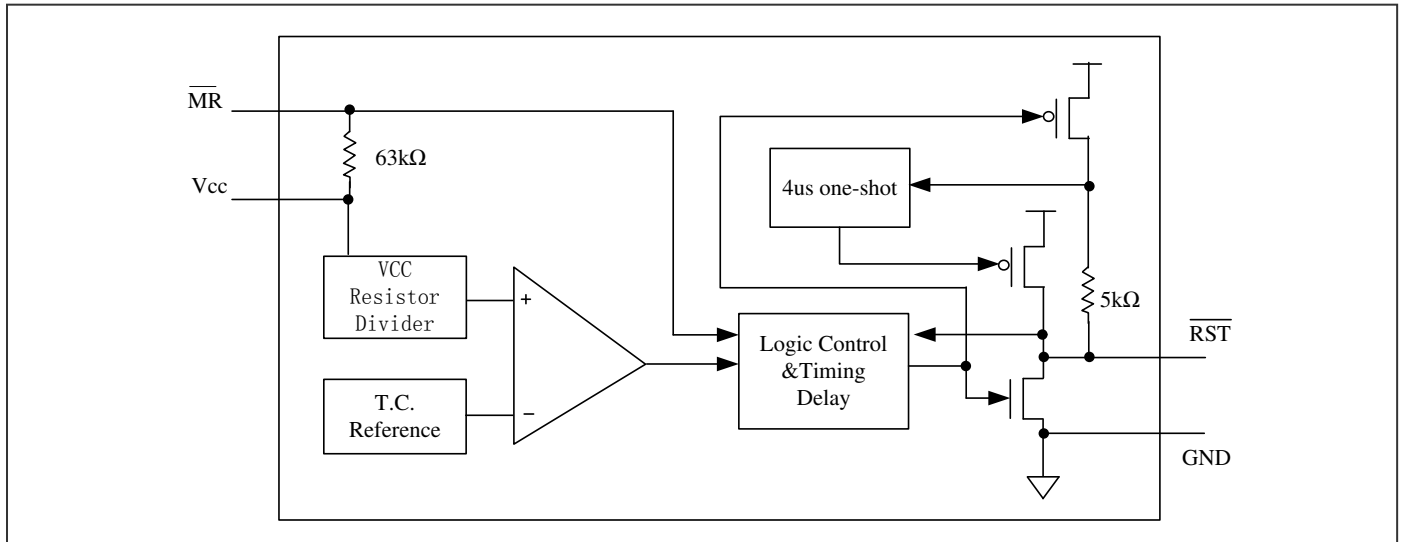 MR
63kΩ
Vcc
4us one-shot
VCC
Resistor
Divider
+
5kΩ
RST
Logic Control
&Timing
Delay
T.C.
Reference
−
GND